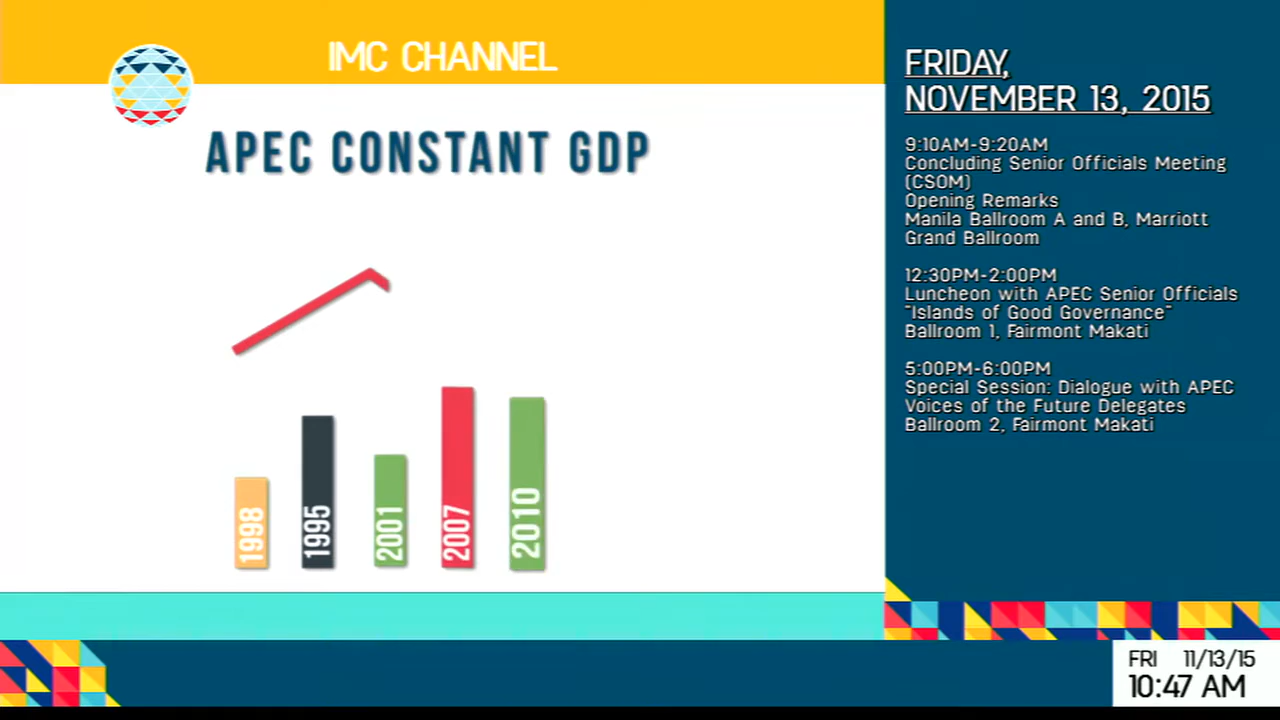 IMC CHANNEL
APEC CONSTANT GDP
1998
1995
2001
2007
2010
FRIDAY,
NOVEMBER 13, 2015
9:10AM-9:20AM
Concluding Senior Officials Meeting
(CSOM)
Opening Remarks
Manila Ballroom A and B, Marriott
Grand Ballroom
12:30PM-2:00PM
Luncheon with APEC Senior Officials
"Islands of Good Governance"
Ballroom 1, Fairmont Makati
5:00PM-6:00PM
Special Session: Dialogue with APEC
Voices of the Future Delegates
Ballroom 2, Fairmont Makati
FRI 11/13/15
10:47 AM